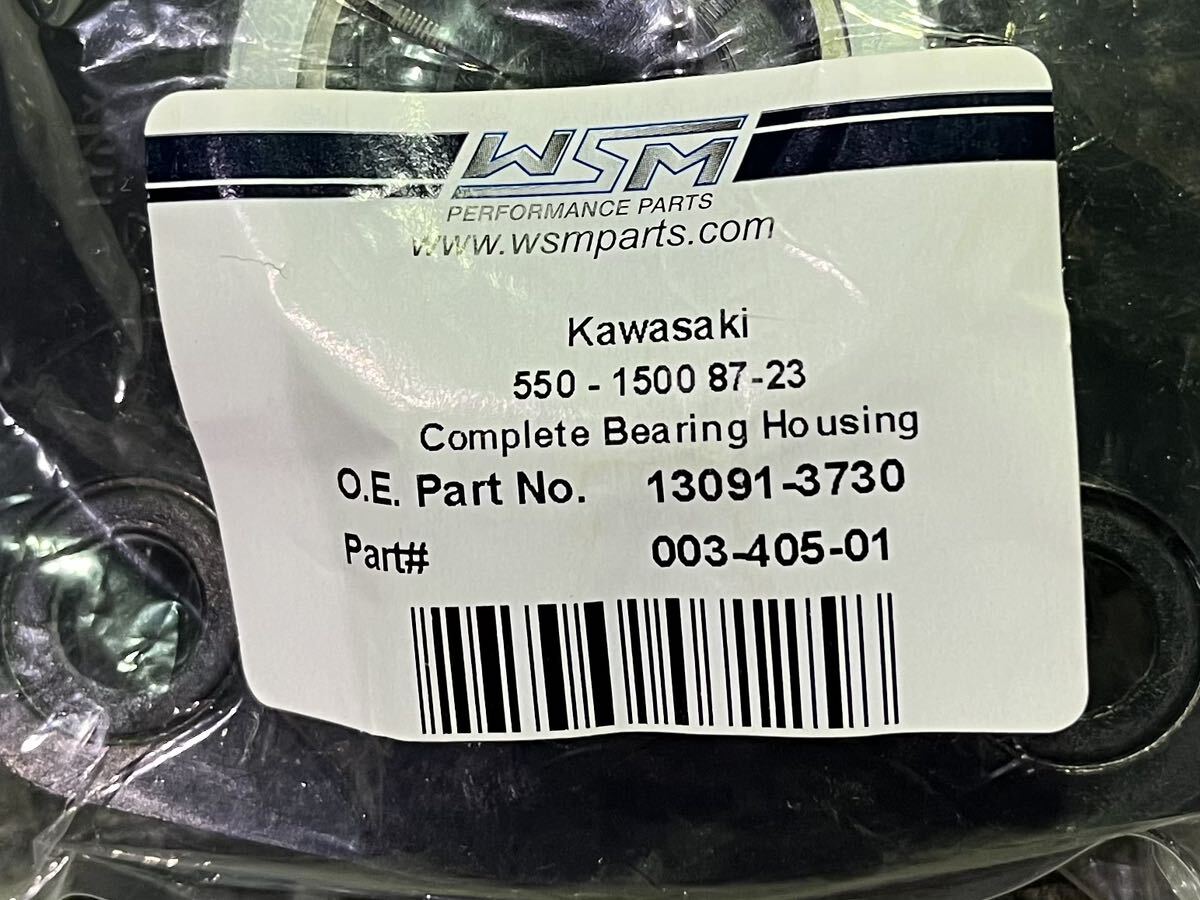 WSM
PERFORMANCE PARTS
www.wsmparts.com
Kawasaki
550 - 1500 87-23
Complete Bearing Housing
O.E. Part No. 13091-3730
Part# 003-405-01